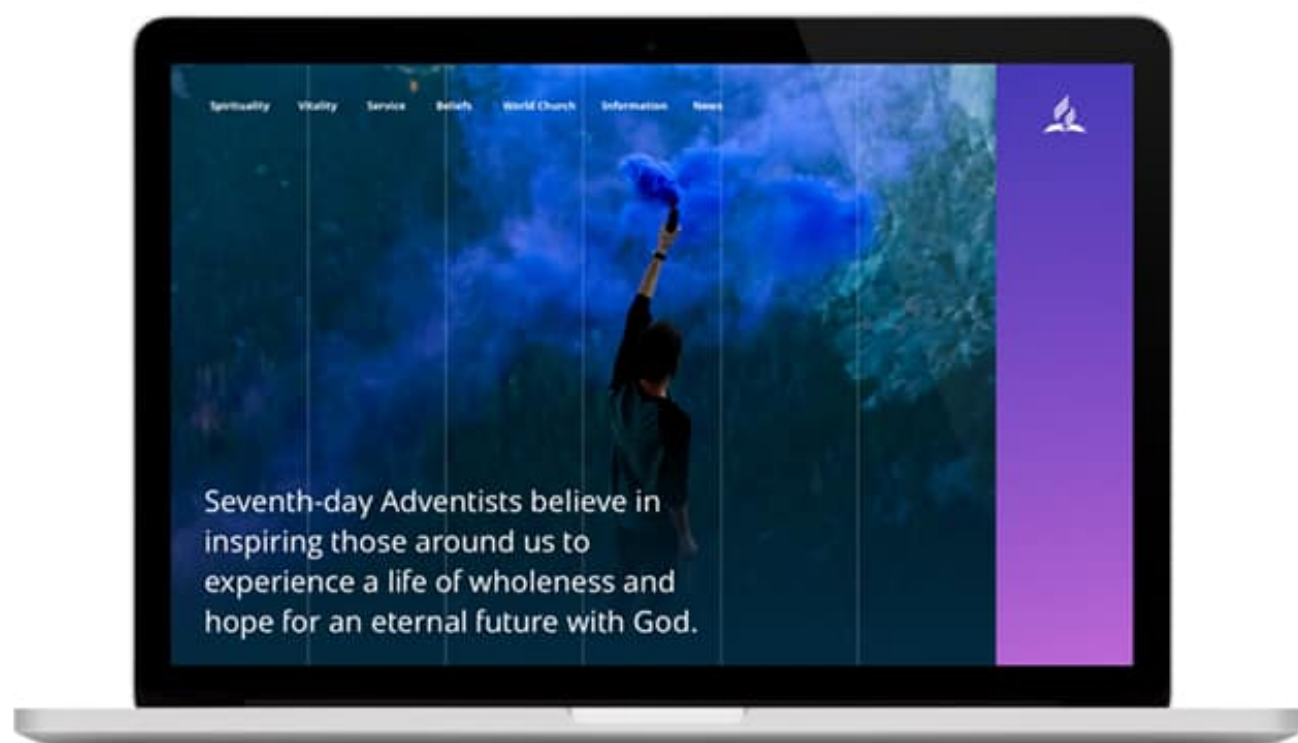 Spirituality Vitality Service Beliefs World Church Information News
Seventh-day Adventists believe in
inspiring those around us to
experience a life of wholeness and
hope for an eternal future with God.